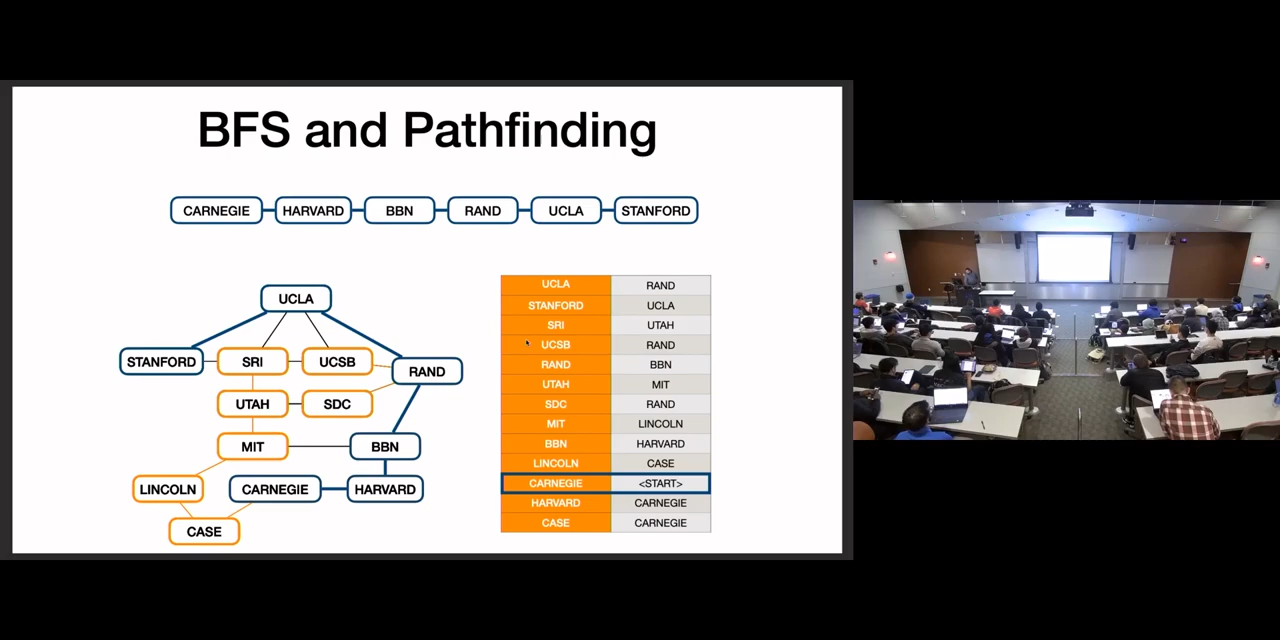 BFS and Pathfinding
CARNEGIE HARVARD BBN RAND UCLA STANFORD
UCLA
STANFORD SRI UCSB RAND
UTAH SDC
MIT BBN
LINCOLN CARNEGIE HARVARD
CASE
UCLA RAND
STANFORD UCLA
SRI UTAH
UCSB RAND
RAND BBN
UTAH MIT
SDC RAND
MIT LINCOLN
BBN HARVARD
LINCOLN CASE
CARNEGIE <START>
HARVARD CARNEGIE
CASE CARNEGIE